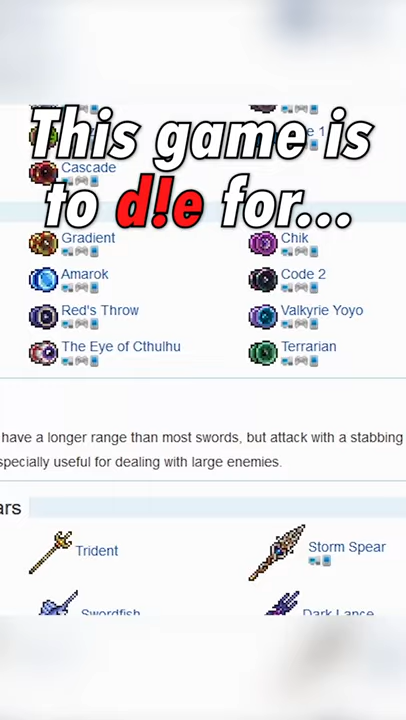 This game is
to d!e for...
Cascade
Gradient
Chik
Amarok
Code 2
Red's Throw
Valkyrie Yoyo
The Eye of Cthulhu
Terrarian
have a longer range than most swords, but attack with a stabbing
specially useful for dealing with large enemies.
ars
Trident
Storm Spear
Swordfish
Dark Lance